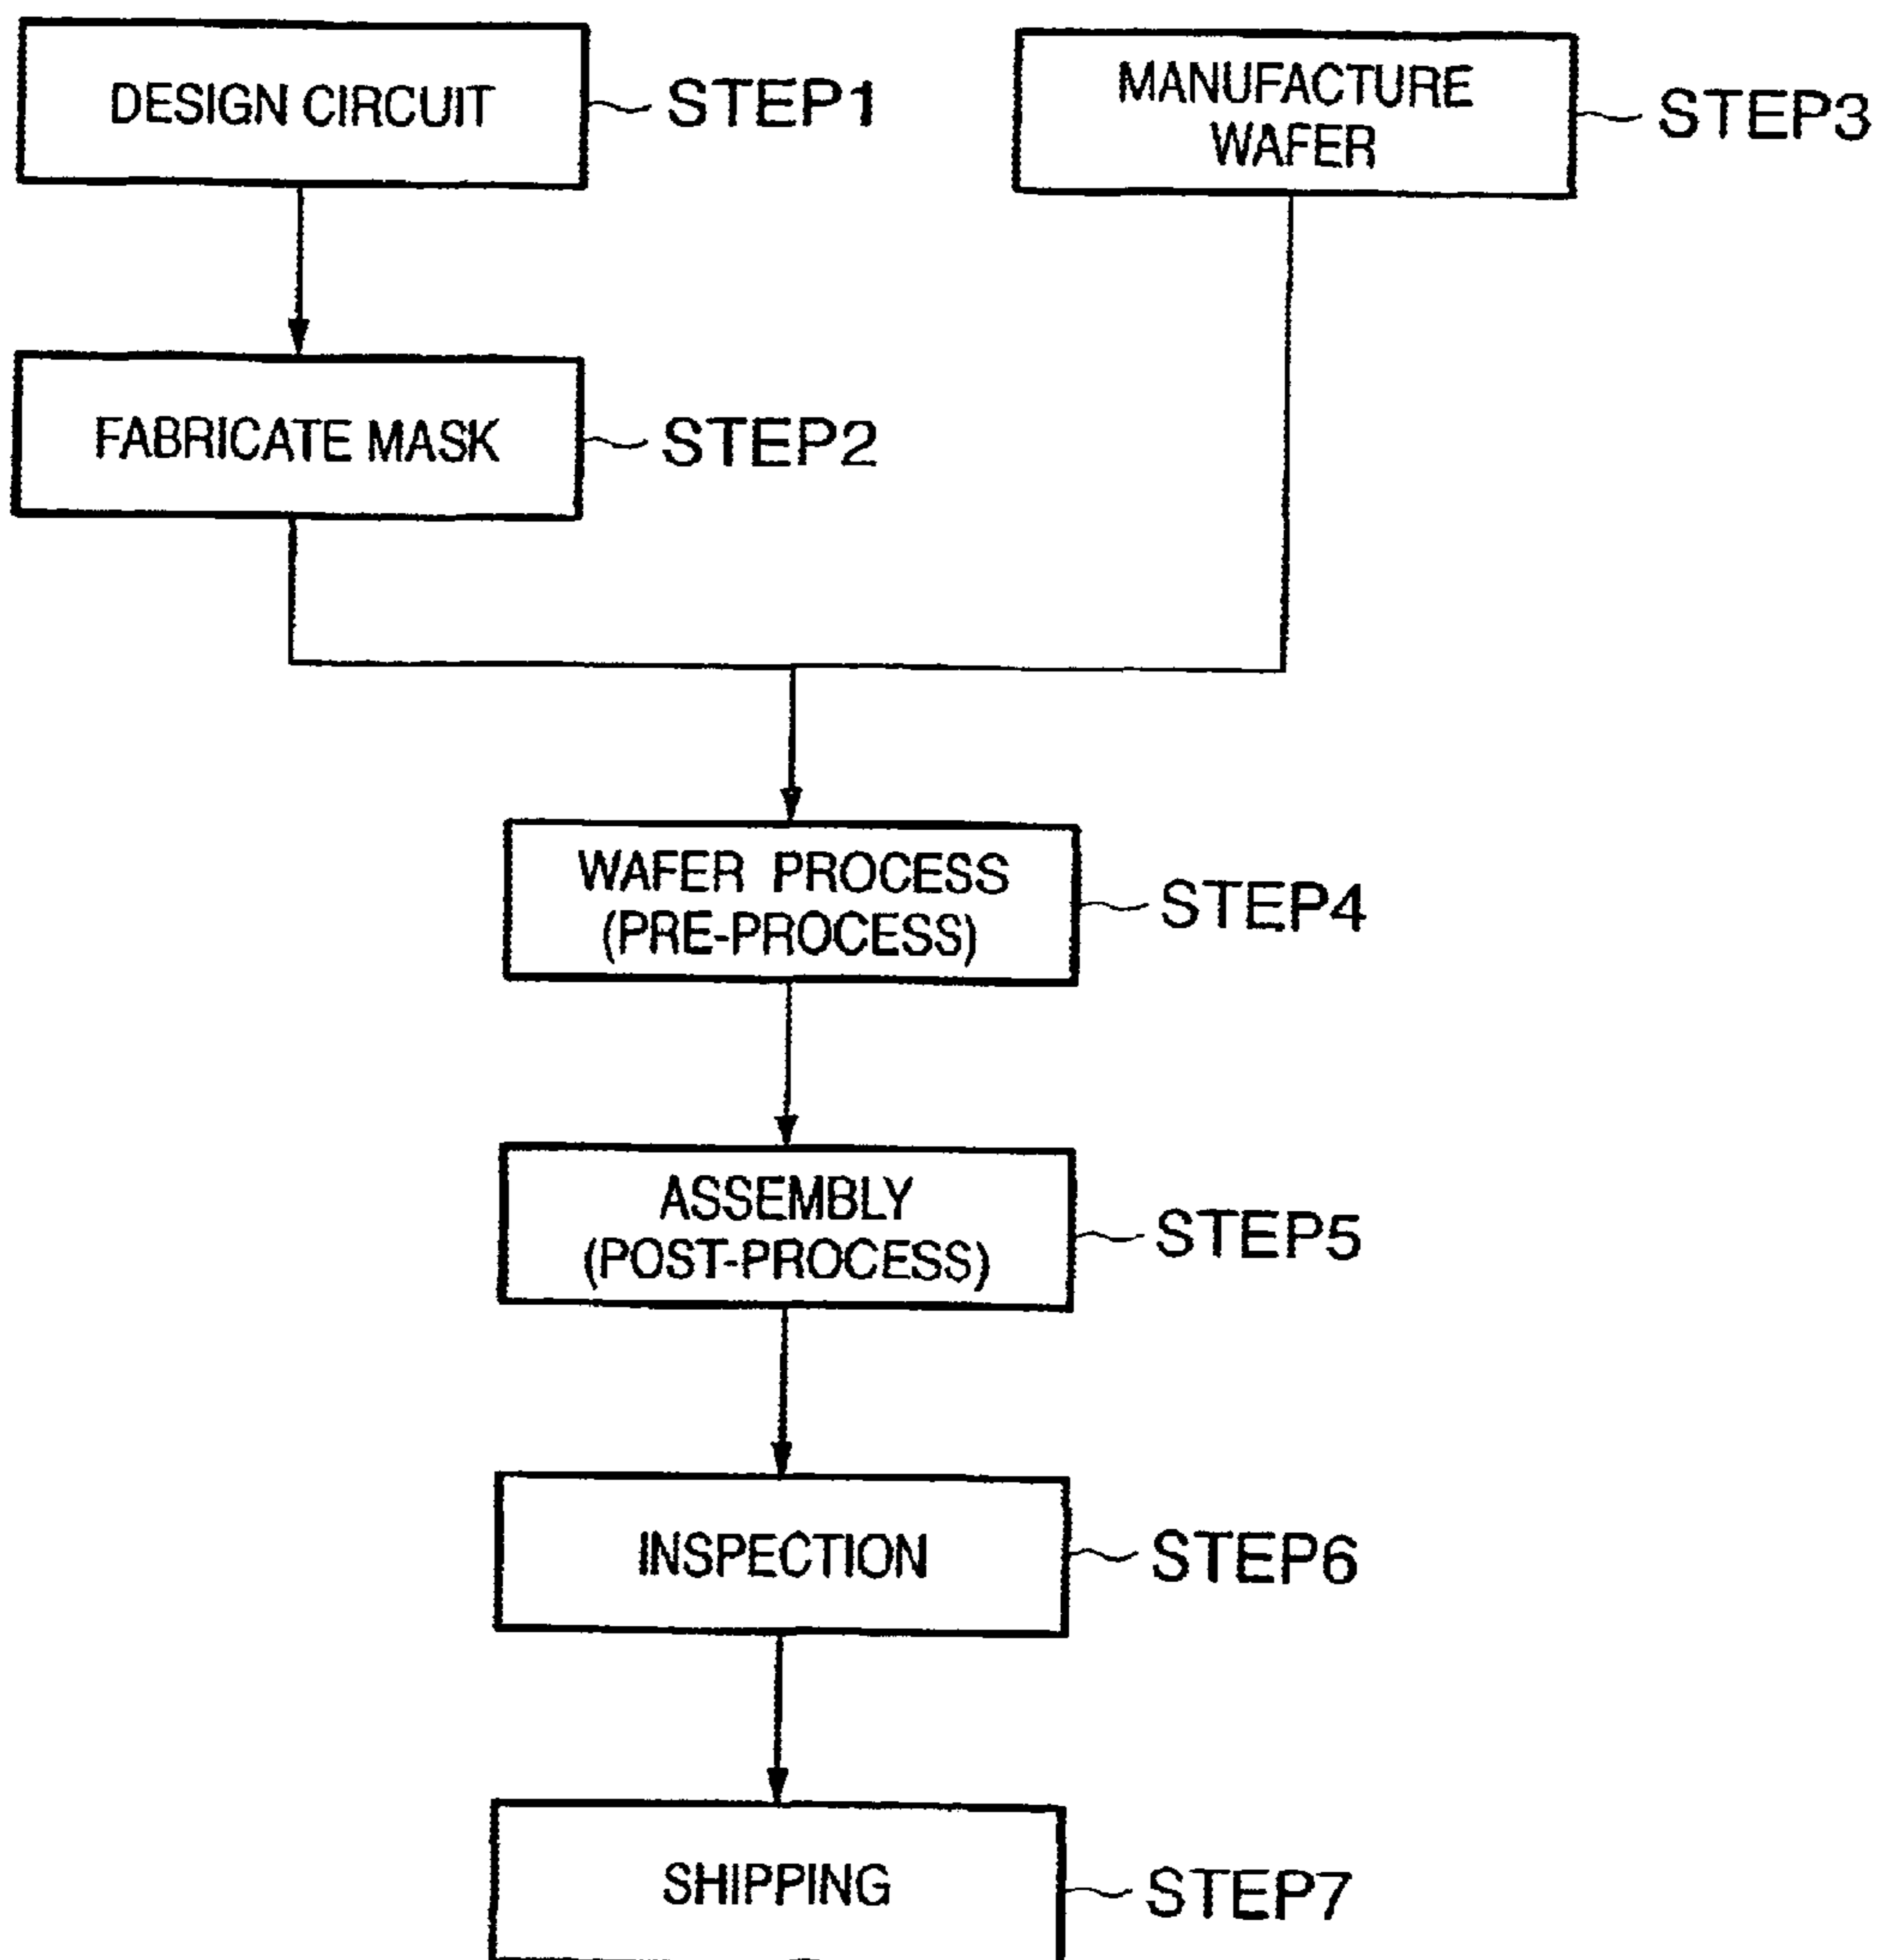 DESIGN CIRCUIT
STEP1
MANUFACTURE
WAFER
STEP3
FABRICATE MASK
STEP2
WAFER PROCESS
(PRE-PROCESS)
STEP4
ASSEMBLY
(POST-PROCESS)
STEP5
INSPECTION
STEP6
SHIPPING
STEP7